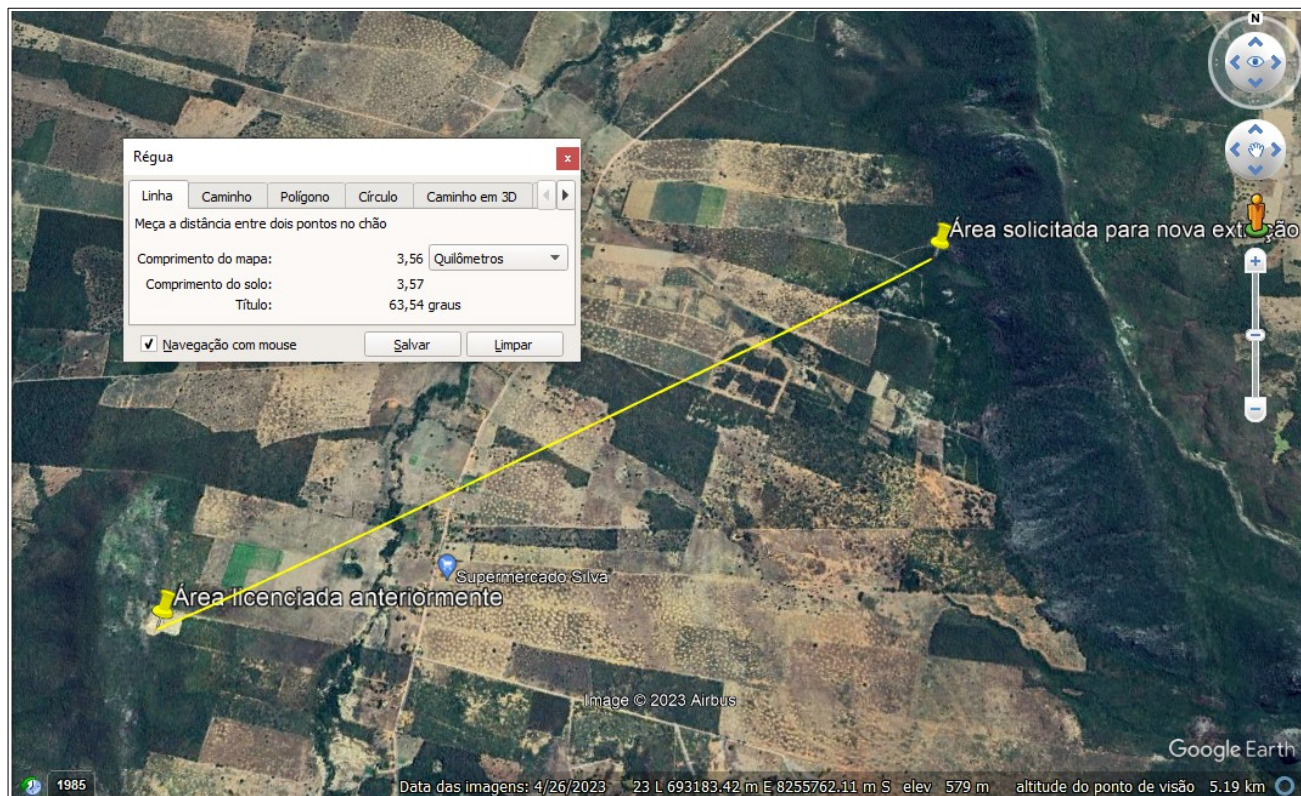 N
Régua
x
Linha Caminho Polígono Círculo Caminho em 3D
Meça a distância entre dois pontos no chão
Comprimento do mapa: 3,56 Quilômetros
Comprimento do solo: 3,57
Título: 63,54 graus
Navegação com mouse Salvar Limpar
Área solicitada para nova extração
Supermercado Silva
Área licenciada anteriormente
Image © 2023 Airbus
Google Earth
1985 Data das imagens: 4/26/2023 23 L 693183.42 m E 8255762.11 m S elev 579 m altitude do ponto de visão 5.19 km